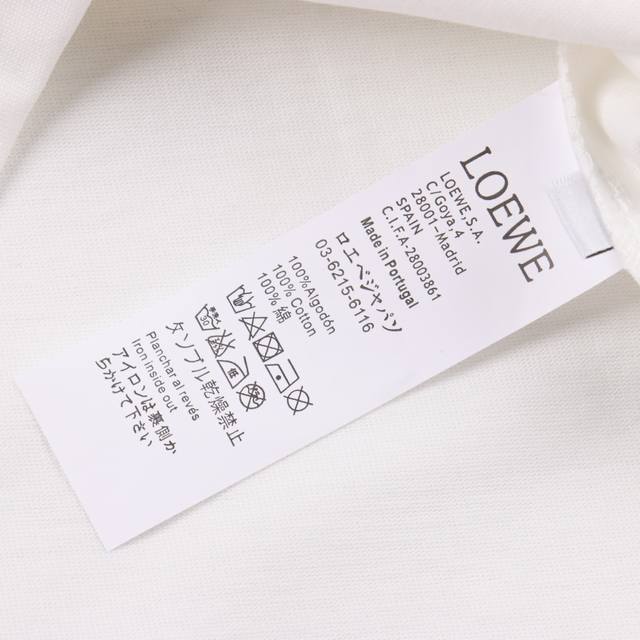 LOEWE
LOEWE,S.A.
C/Goya,4
28001-Madrid
SPAIN
C.I.F.A-28003861
Made in Portugal
ロエベジャパン
03-6215-6116
100%Algodón
100% Cotton
100% 綿
タンブル乾燥禁止
Planchar al revés
Iron inside out
アイロンは裏側か
らかけて下さい